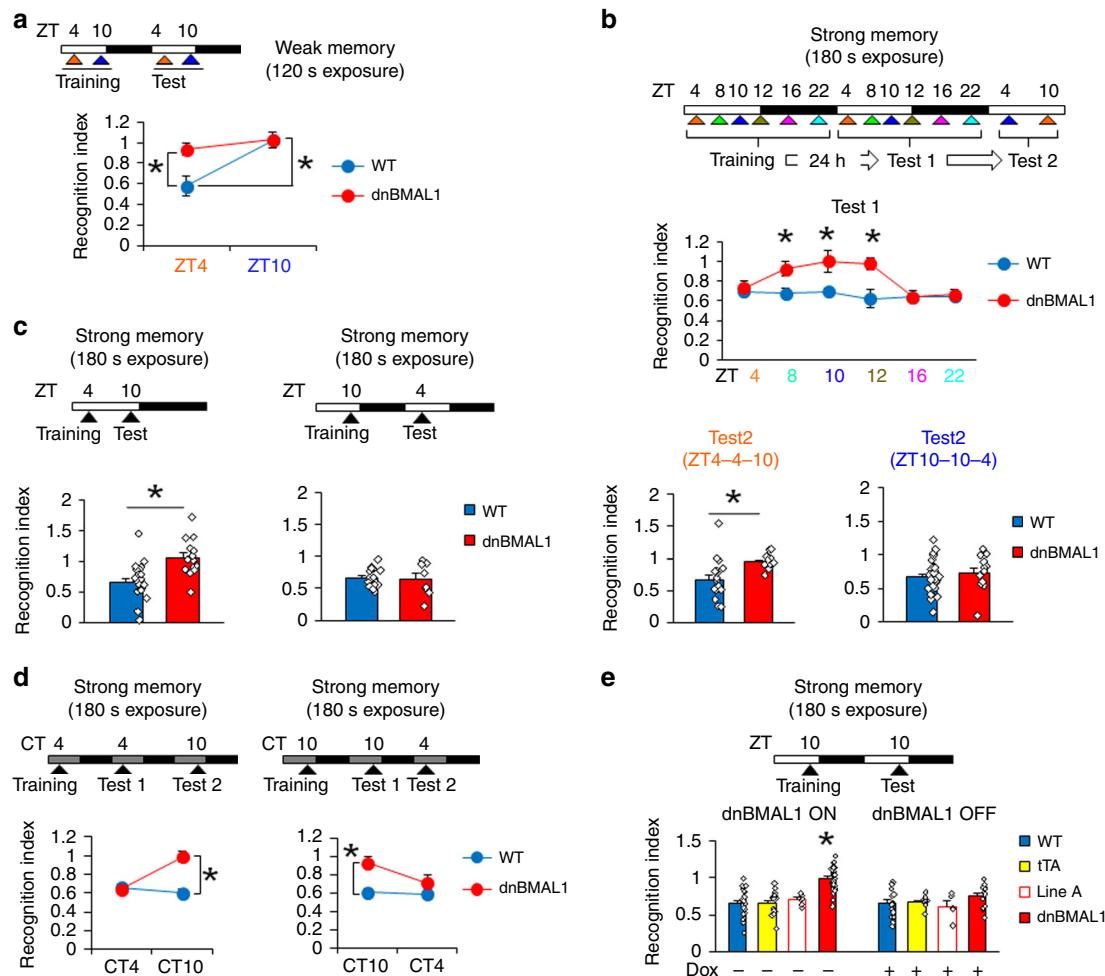 a
ZT 4 10 4 10
Training Test
Weak memory
(120 s exposure)
Recognition index
1.2
1
0.8
0.6
0.4
0.2
0
*
*
ZT4 ZT10
WT
dnBMAL1
b
Strong memory
(180 s exposure)
ZT 4 8 10 12 16 22 4 8 10 12 16 22 4 10
Training 24 h Test 1 Test 2
Test 1
Recognition index
1.2
1
0.8
0.6
0.4
0.2
0
* * *
ZT 4 8 10 12 16 22
WT
dnBMAL1
Test2
(ZT4–4–10)
Recognition index
2
1.5
1
0.5
0
*
Test2
(ZT10–10–4)
2
1.5
1
0.5
0
WT
dnBMAL1
c
Strong memory
(180 s exposure)
ZT 4 10
Training Test
Recognition index
2
1.5
1
0.5
0
*
Strong memory
(180 s exposure)
ZT 10 4
Training Test
2
1.5
1
0.5
0
WT
dnBMAL1
d
Strong memory
(180 s exposure)
CT 4 4 10
Training Test 1 Test 2
Recognition index
1.2
1
0.8
0.6
0.4
0.2
0
*
CT4 CT10
Strong memory
(180 s exposure)
CT 10 10 4
Training Test 1 Test 2
1.2
1
0.8
0.6
0.4
0.2
0
*
CT10 CT4
WT
dnBMAL1
e
Strong memory
(180 s exposure)
ZT 10 10
Training Test
dnBMAL1 ON dnBMAL1 OFF
Recognition index
1.5
1
0.5
0
*
Dox – – – – + + + +
WT
tTA
Line A
dnBMAL1